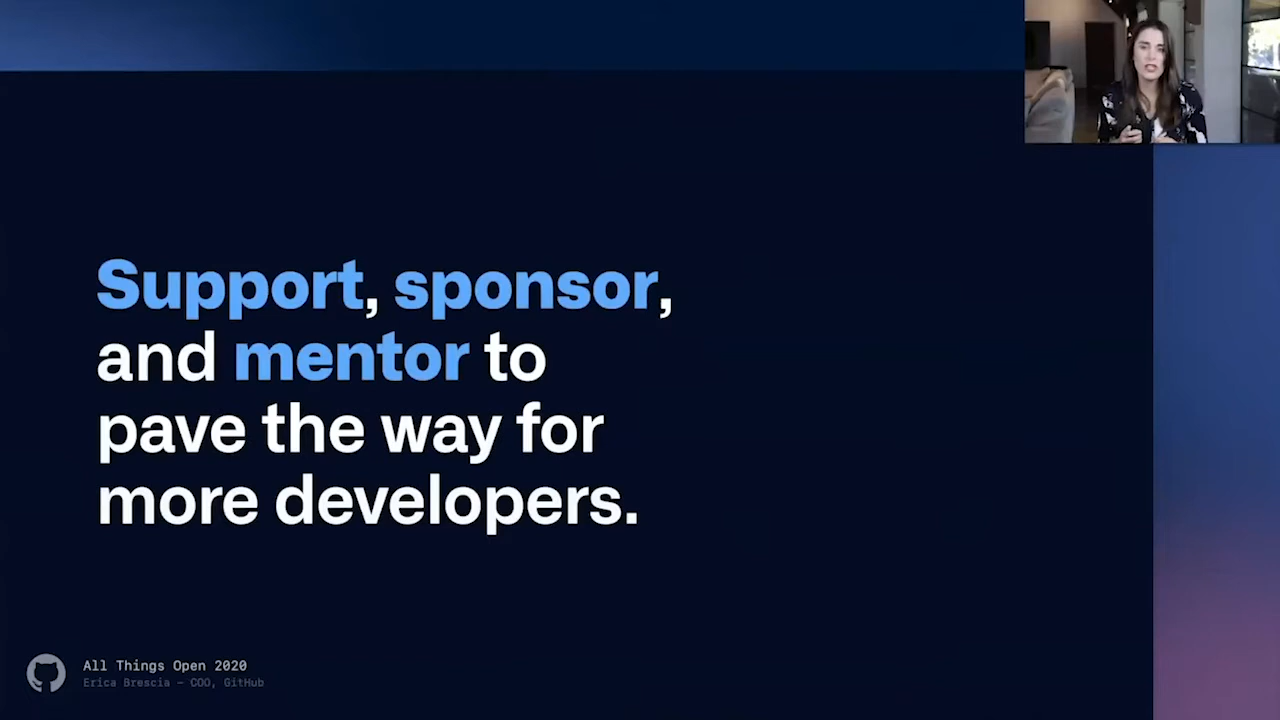 Support, sponsor,
and mentor to
pave the way for
more developers.
All Things Open 2020
Erica Brescia – COO, GitHub